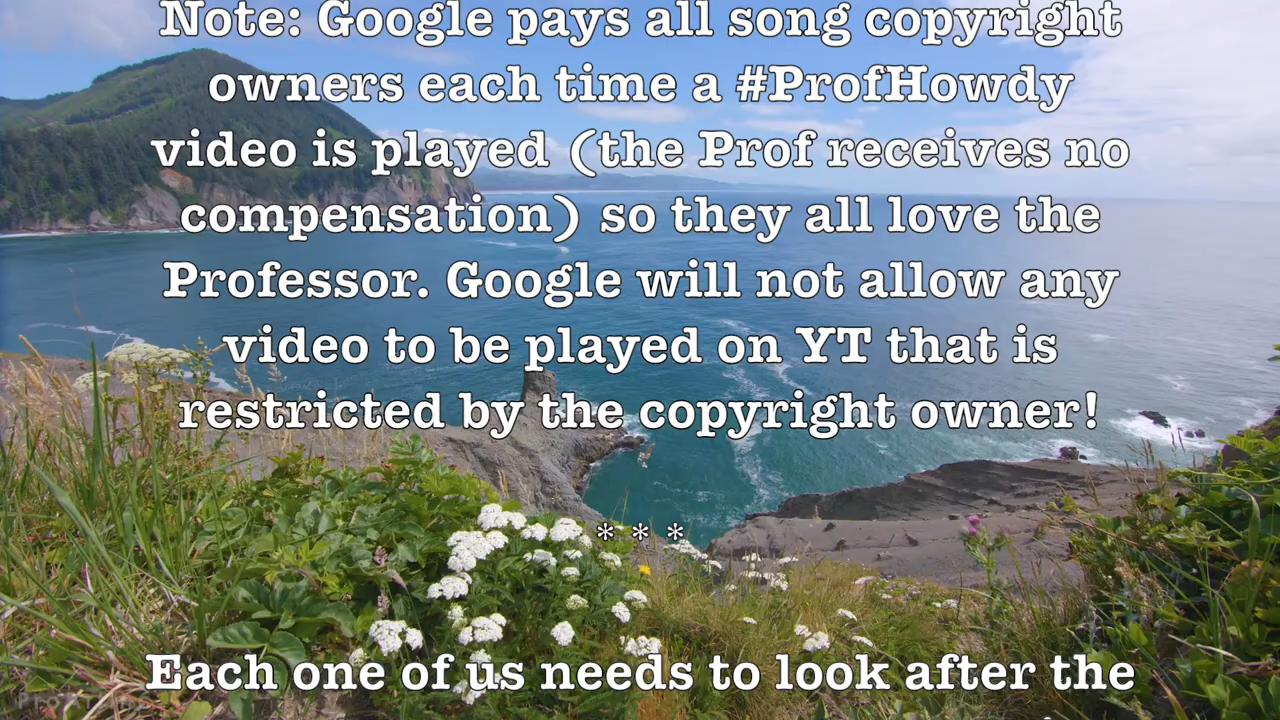 Note: Google pays all song copyright
owners each time a #ProfHowdy
video is played (the Prof receives no
compensation) so they all love the
Professor. Google will not allow any
video to be played on YT that is
restricted by the copyright owner!
* * *
Each one of us needs to look after the